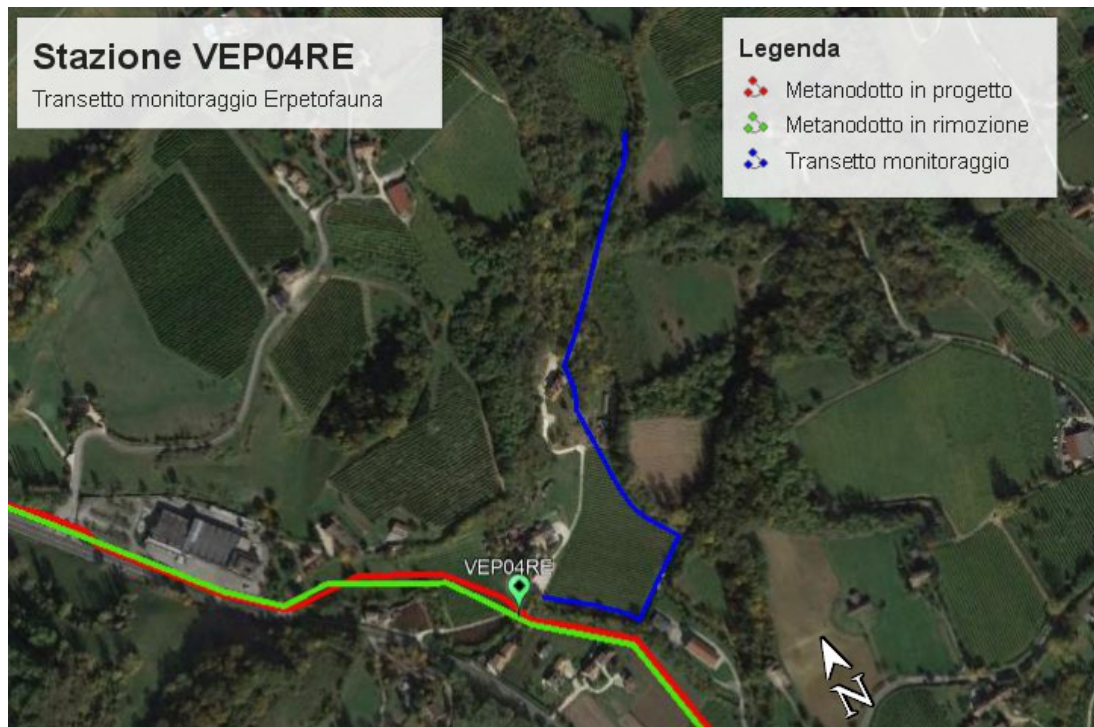 Stazione VEP04RE
Transetto monitoraggio Erpetofauna
Legenda
Metanodotto in progetto
Metanodotto in rimozione
Transetto monitoraggio
VEP04RE
N